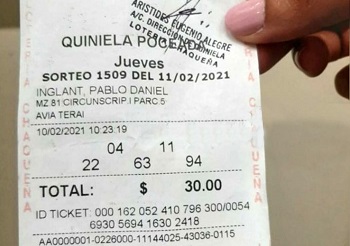 ARISTIDES EUGENIO ALEGRE
A/C. DIRECCION DE QUINIELA
LOTERIA CHAQUEÑA
QUINIELA POCEADA
Jueves
SORTEO 1509 DEL 11/02/2021
INGLANT, PABLO DANIEL
MZ 81 CIRCUNSCRIP.I PARC.5
AVIA TERAI
10/02/2021 10:23:19
04 11
22 63 94
TOTAL: $ 30.00
ID TICKET: 000 162 052 410 796 300/0054
6930 5694 1630 2418
AA0000001-0226000-11144025-43036-0115
CHAQUEÑA
CHAQUEÑA